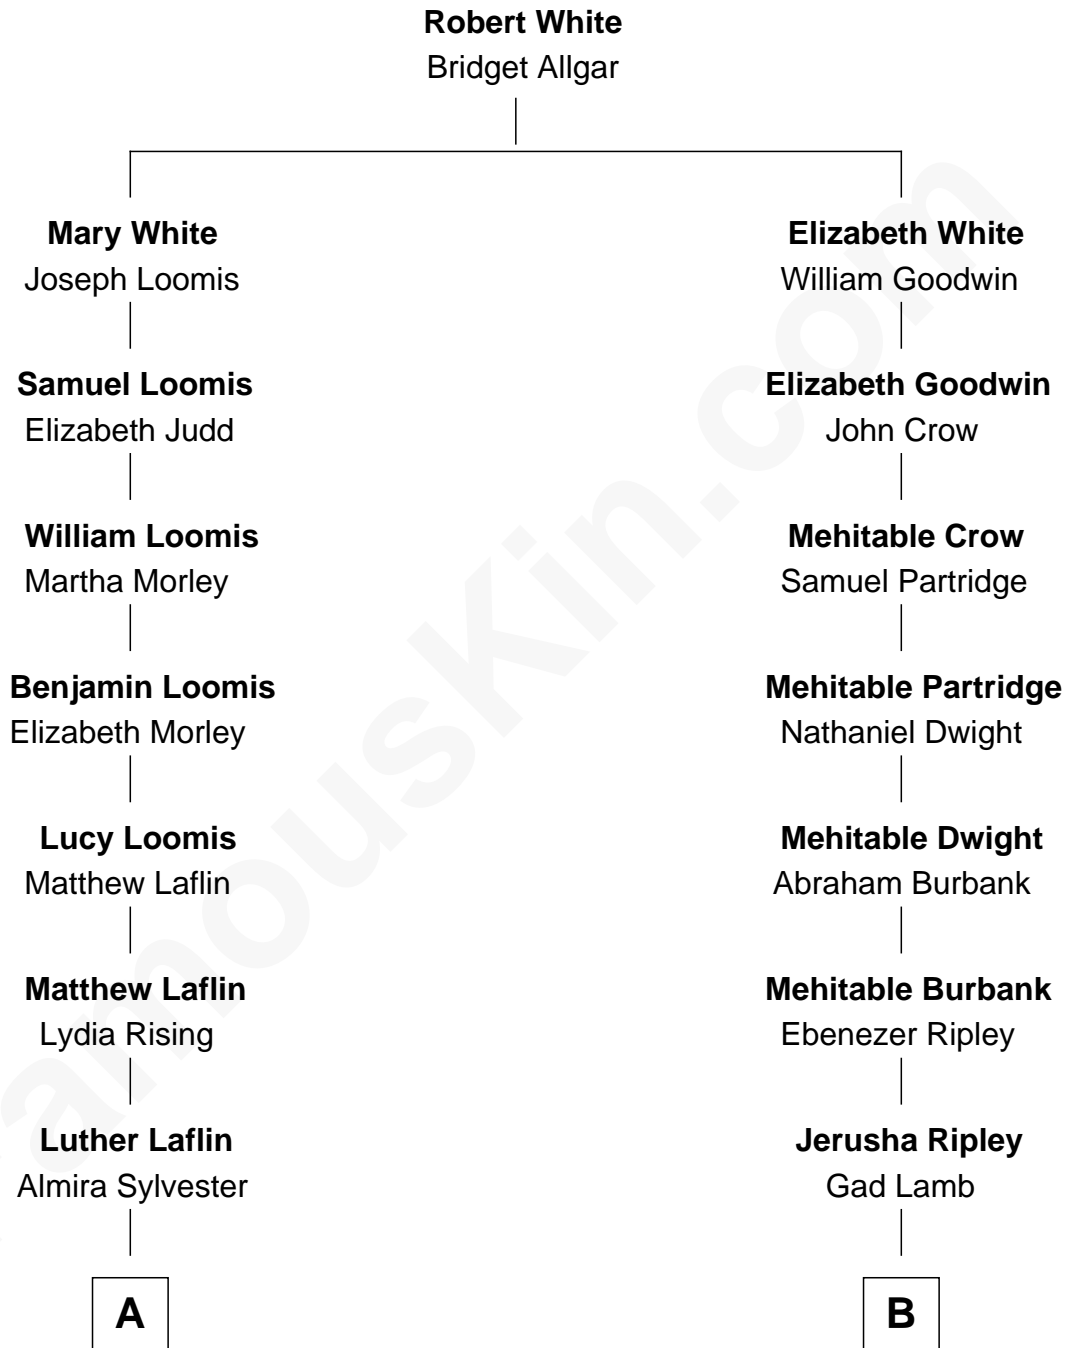 Robert White
Bridget Allgar
Mary White
Joseph Loomis
Elizabeth White
William Goodwin
Samuel Loomis
Elizabeth Judd
Elizabeth Goodwin
John Crow
William Loomis
Martha Morley
Mehitable Crow
Samuel Partridge
Benjamin Loomis
Elizabeth Morley
Mehitable Partridge
Nathaniel Dwight
Lucy Loomis
Matthew Laflin
Mehitable Dwight
Abraham Burbank
Matthew Laflin
Lydia Rising
Mehitable Burbank
Ebenezer Ripley
Luther Laflin
Almira Sylvester
Jerusha Ripley
Gad Lamb
A
B
amousKin.com